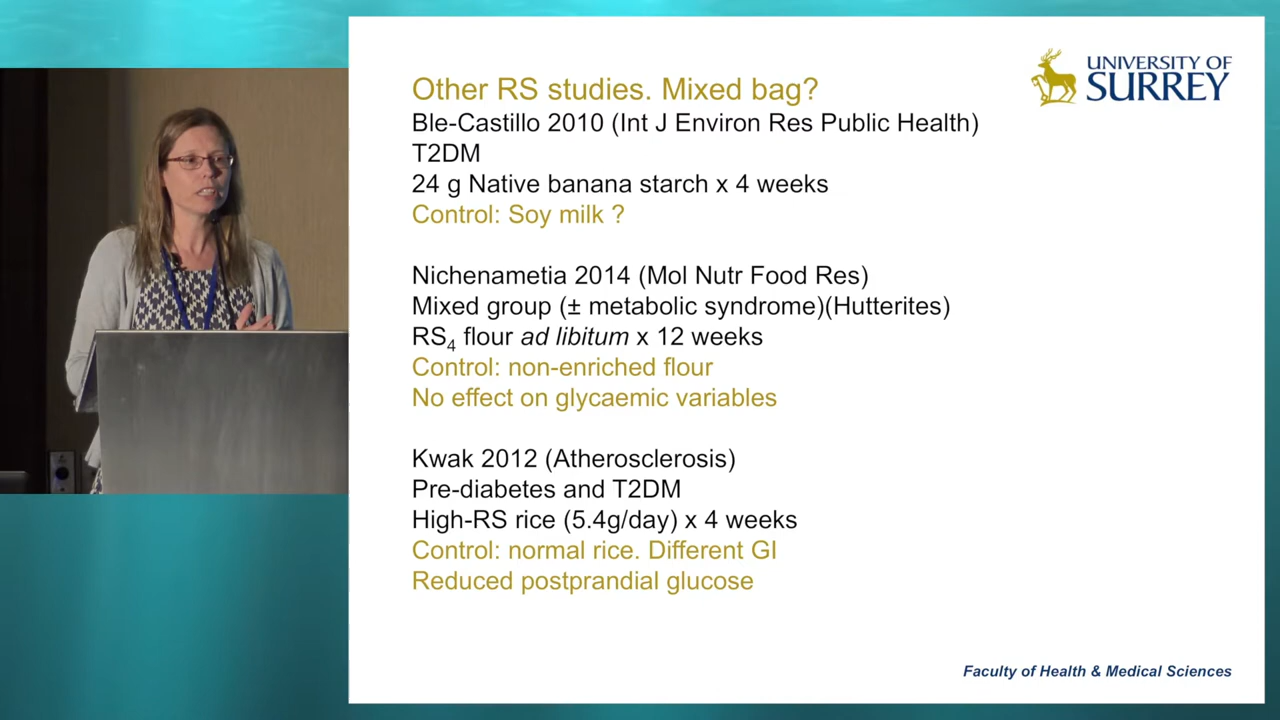 UNIVERSITY OF
SURREY
Other RS studies. Mixed bag?
Ble-Castillo 2010 (Int J Environ Res Public Health)
T2DM
24 g Native banana starch x 4 weeks
Control: Soy milk ?
Nichenametia 2014 (Mol Nutr Food Res)
Mixed group (± metabolic syndrome)(Hutterites)
RS₄ flour ad libitum x 12 weeks
Control: non-enriched flour
No effect on glycaemic variables
Kwak 2012 (Atherosclerosis)
Pre-diabetes and T2DM
High-RS rice (5.4g/day) x 4 weeks
Control: normal rice. Different GI
Reduced postprandial glucose
Faculty of Health & Medical Sciences